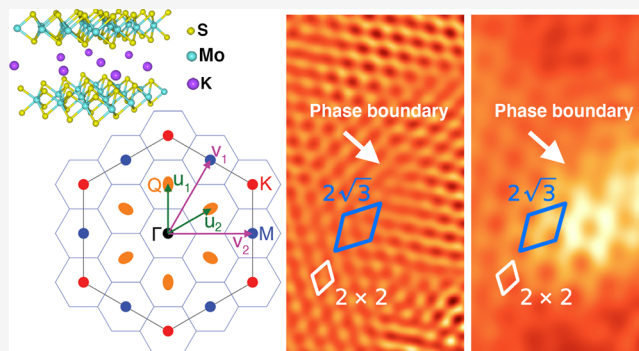 S
Mo
K
v₁
Q
u₁
K
Γ
u₂
M
v₂
Phase boundary
2√3
2 × 2
Phase boundary
2√3
2 × 2